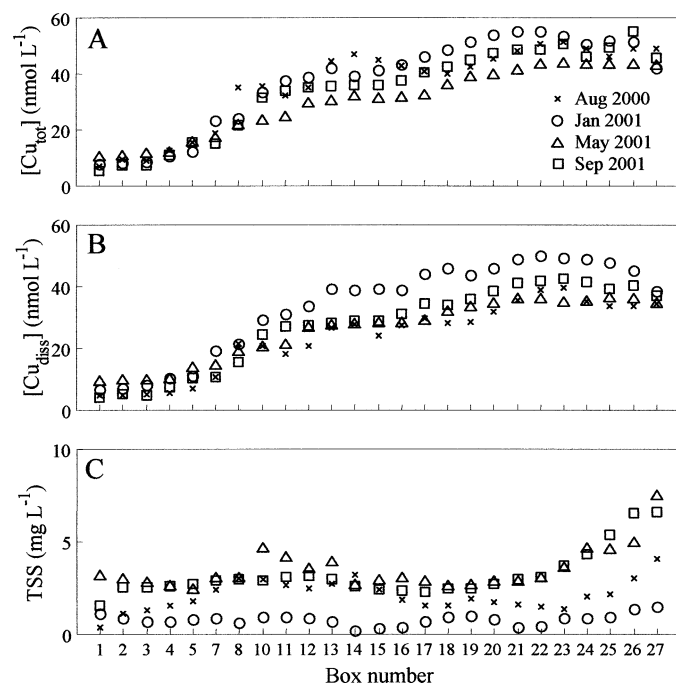 A
[Cu_tot] (nmol L^-1)
60
40
20
0
× Aug 2000
○ Jan 2001
△ May 2001
□ Sep 2001
B
[Cu_diss] (nmol L^-1)
60
40
20
0
C
TSS (mg L^-1)
10
5
0
1 2 3 4 5 7 8 10 11 12 13 14 15 16 17 18 19 20 21 22 23 24 25 26 27
Box number